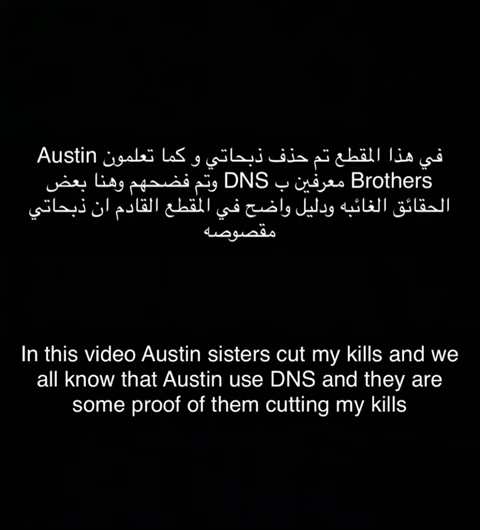 في هذا المقطع تم حذف ذبحاتي و كما تعلمون Austin
Brothers معرفين ب DNS وتم فضحهم وهنا بعض
الحقائق الغائبه ودليل واضح في المقطع القادم ان ذبحاتي
مقصوصه
In this video Austin sisters cut my kills and we
all know that Austin use DNS and they are
some proof of them cutting my kills